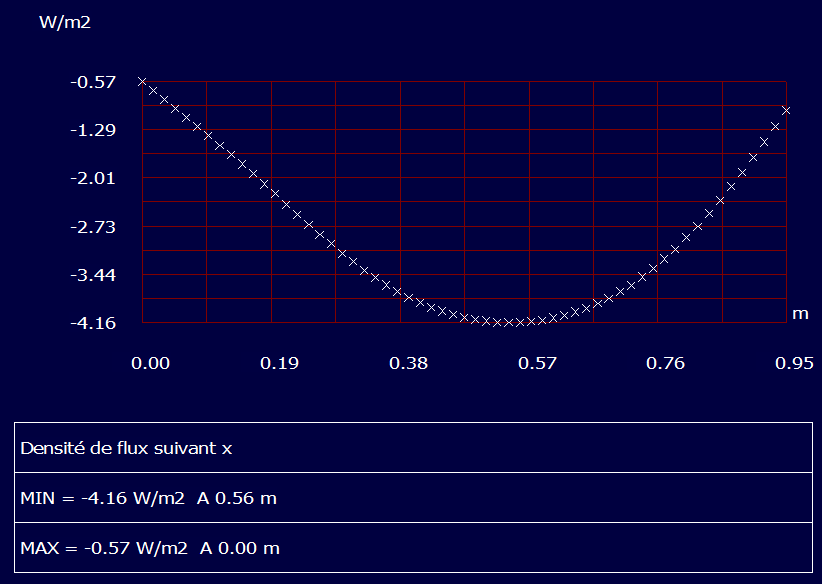 W/m2
-0.57
-1.29
-2.01
-2.73
-3.44
-4.16
m
0.00 0.19 0.38 0.57 0.76 0.95
Densité de flux suivant x
MIN = -4.16 W/m2 A 0.56 m
MAX = -0.57 W/m2 A 0.00 m